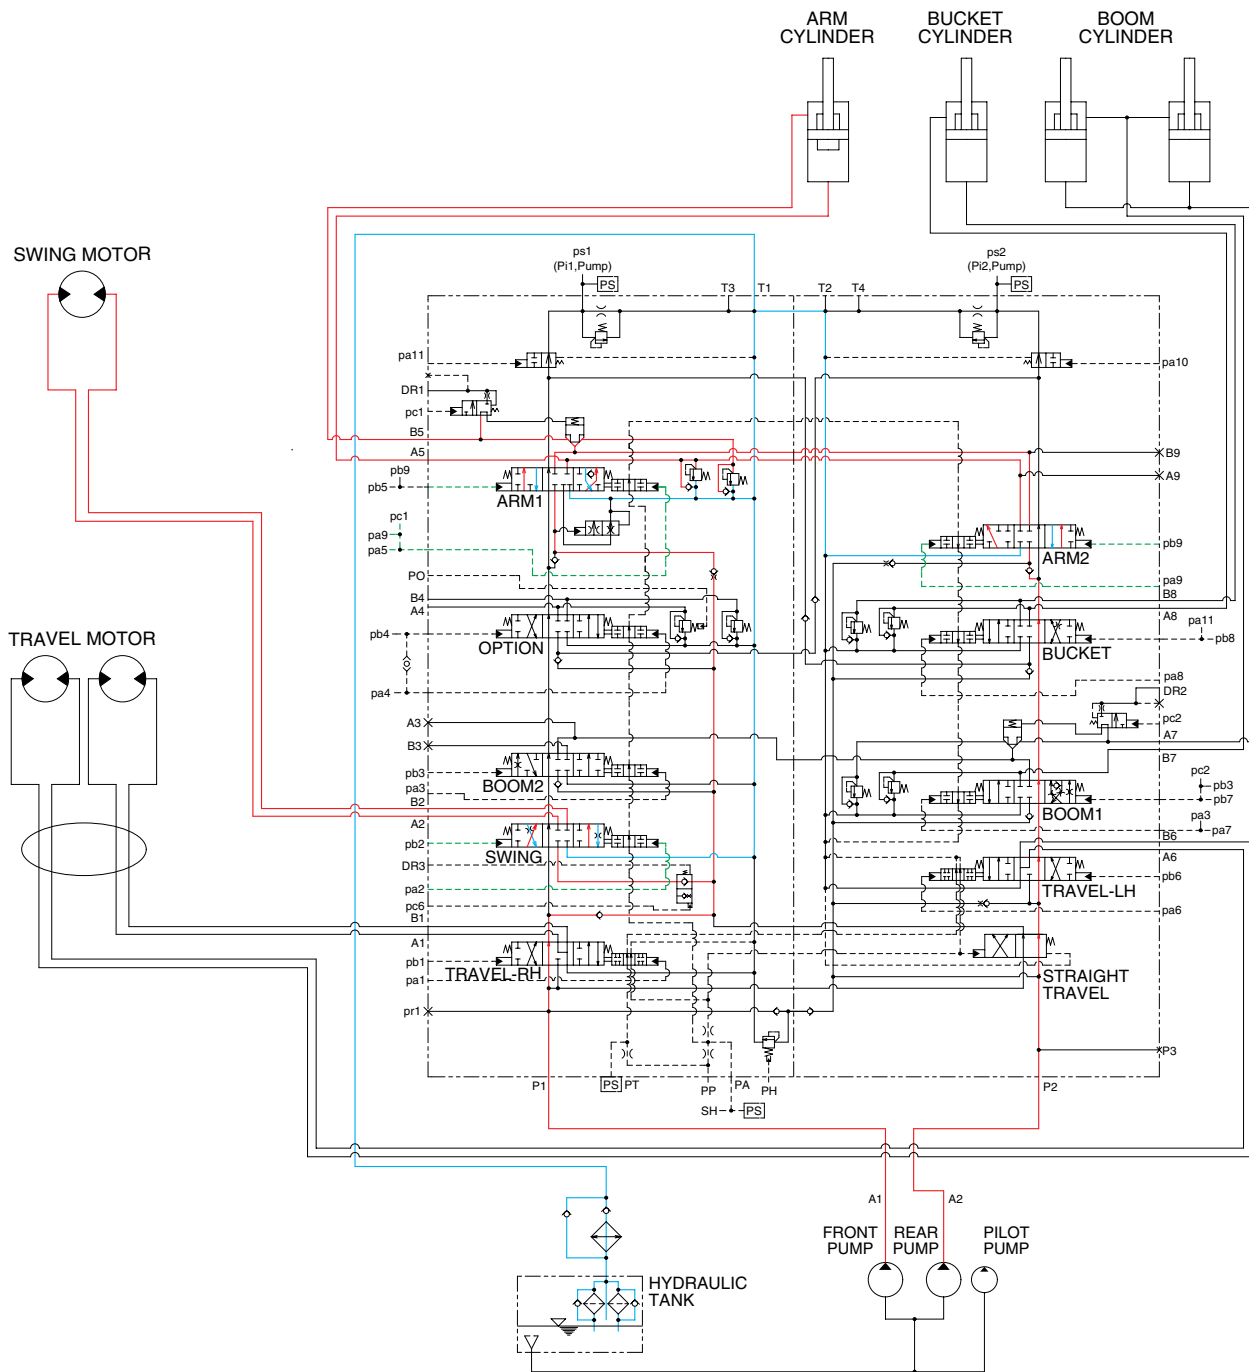 ARM
CYLINDER
BUCKET
CYLINDER
BOOM
CYLINDER
SWING MOTOR
ps1
(Pi1,Pump)
PS
ps2
(Pi2,Pump)
PS
T3
T1
T2
T4
pa11
pa10
DR1
pc1
B5
A5
B9
pb9
A9
pb5
ARM1
pc1
pa9
pa5
ARM2
pb9
PO
pa9
B4
B8
A4
A8
pa11
pb4
OPTION
BUCKET
pb8
TRAVEL MOTOR
pa4
pa8
DR2
A3
pc2
B3
A7
B7
pb3
BOOM2
pc2
pb3
pa3
pb7
B2
BOOM1
pa3
A2
pa7
pb2
SWING
B6
DR3
A6
TRAVEL-LH
pb6
pa2
pc6
pa6
B1
A1
pb1
TRAVEL-RH
STRAIGHT
TRAVEL
pa1
pr1
P3
P1
PS
PT
PP
PA
PH
P2
SH
PS
A1
A2
FRONT
PUMP
REAR
PUMP
PILOT
PUMP
HYDRAULIC
TANK